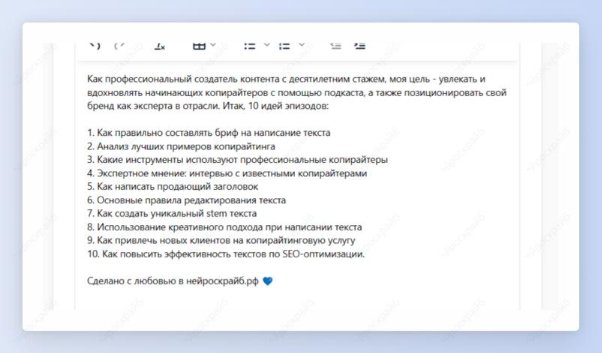 Как профессиональный создатель контента с десятилетним стажем, моя цель - увлекать и
вдохновлять начинающих копирайтеров с помощью подкаста, а также позиционировать свой
бренд как эксперта в отрасли. Итак, 10 идей эпизодов:
1. Как правильно составлять бриф на написание текста
2. Анализ лучших примеров копирайтинга
3. Какие инструменты используют профессиональные копирайтеры
4. Экспертное мнение: интервью с известными копирайтерами
5. Как написать продающий заголовок
6. Основные правила редактирования текста
7. Как создать уникальный stem текста
8. Использование креативного подхода при написании текста
9. Как привлечь новых клиентов на копирайтинговую услугу
10. Как повысить эффективность текстов по SEO-оптимизации.
Сделано с любовью в нейроскрайб.рф 💙